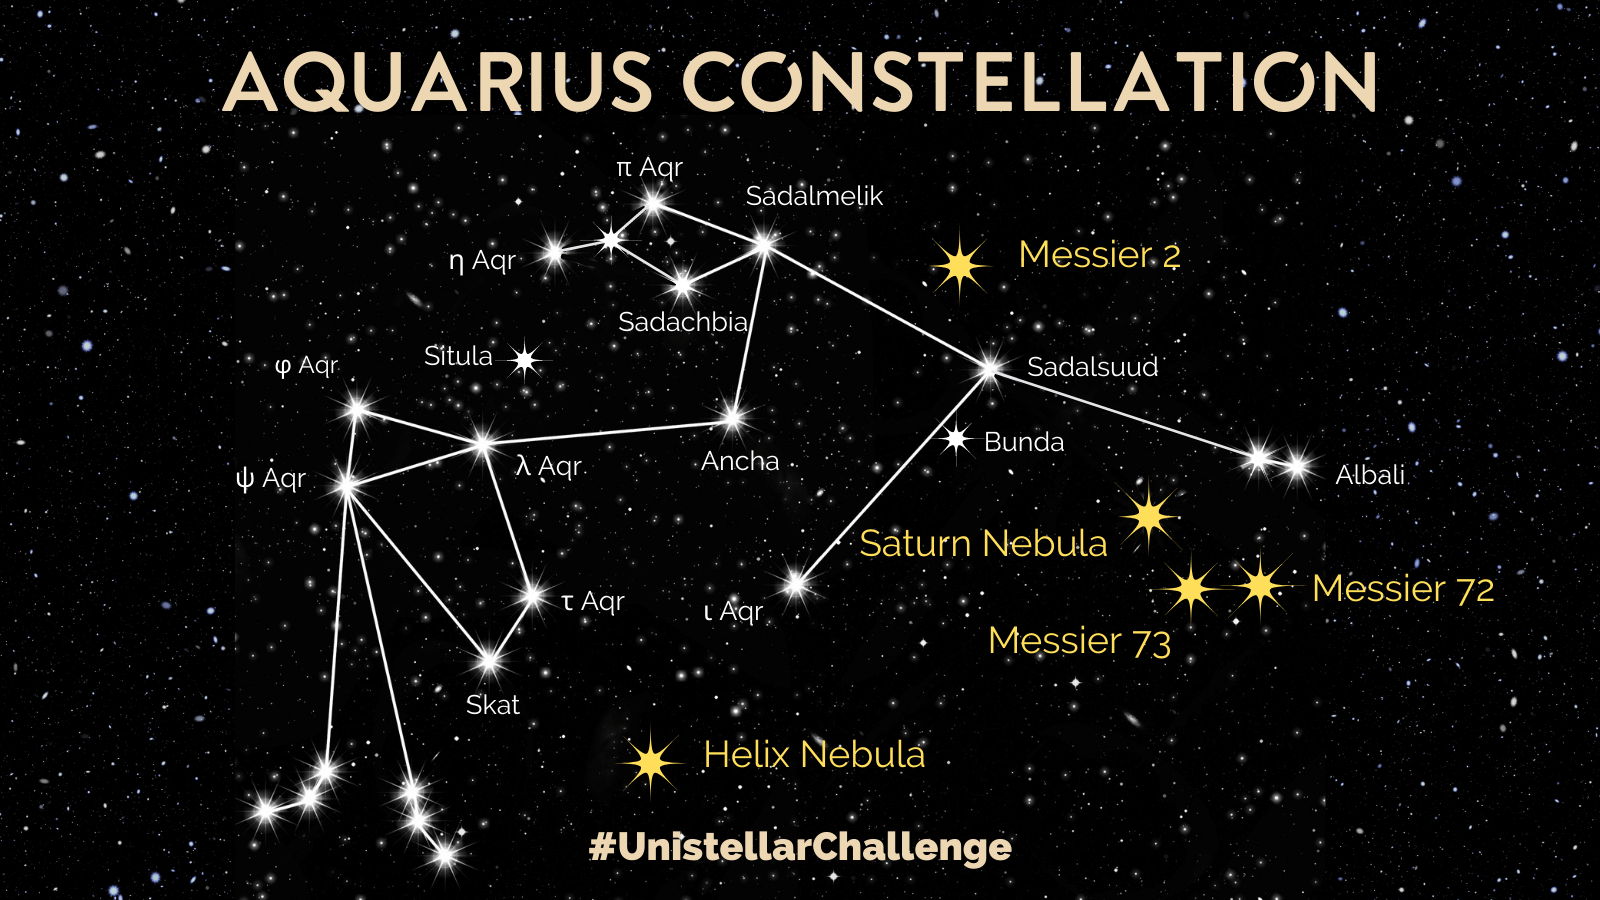 AQUARIUS CONSTELLATION
π Aqr
Sadalmelik
η Aqr
Messier 2
Sadachbia
Situla
φ Aqr
Sadalsuud
Bunda
λ Aqr
Ancha
ψ Aqr
Albali
Saturn Nebula
Messier 72
τ Aqr
ι Aqr
Messier 73
Skat
Helix Nebula
#UnistellarChallenge